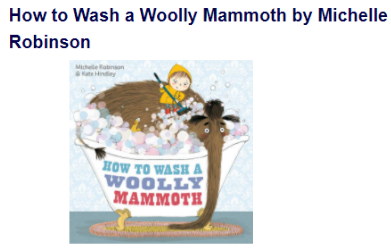 How to Wash a Woolly Mammoth by Michelle
Robinson
Michelle Robinson
& Kate Hindley
HOW TO WASH A
WOOLLY
MAMMOTH